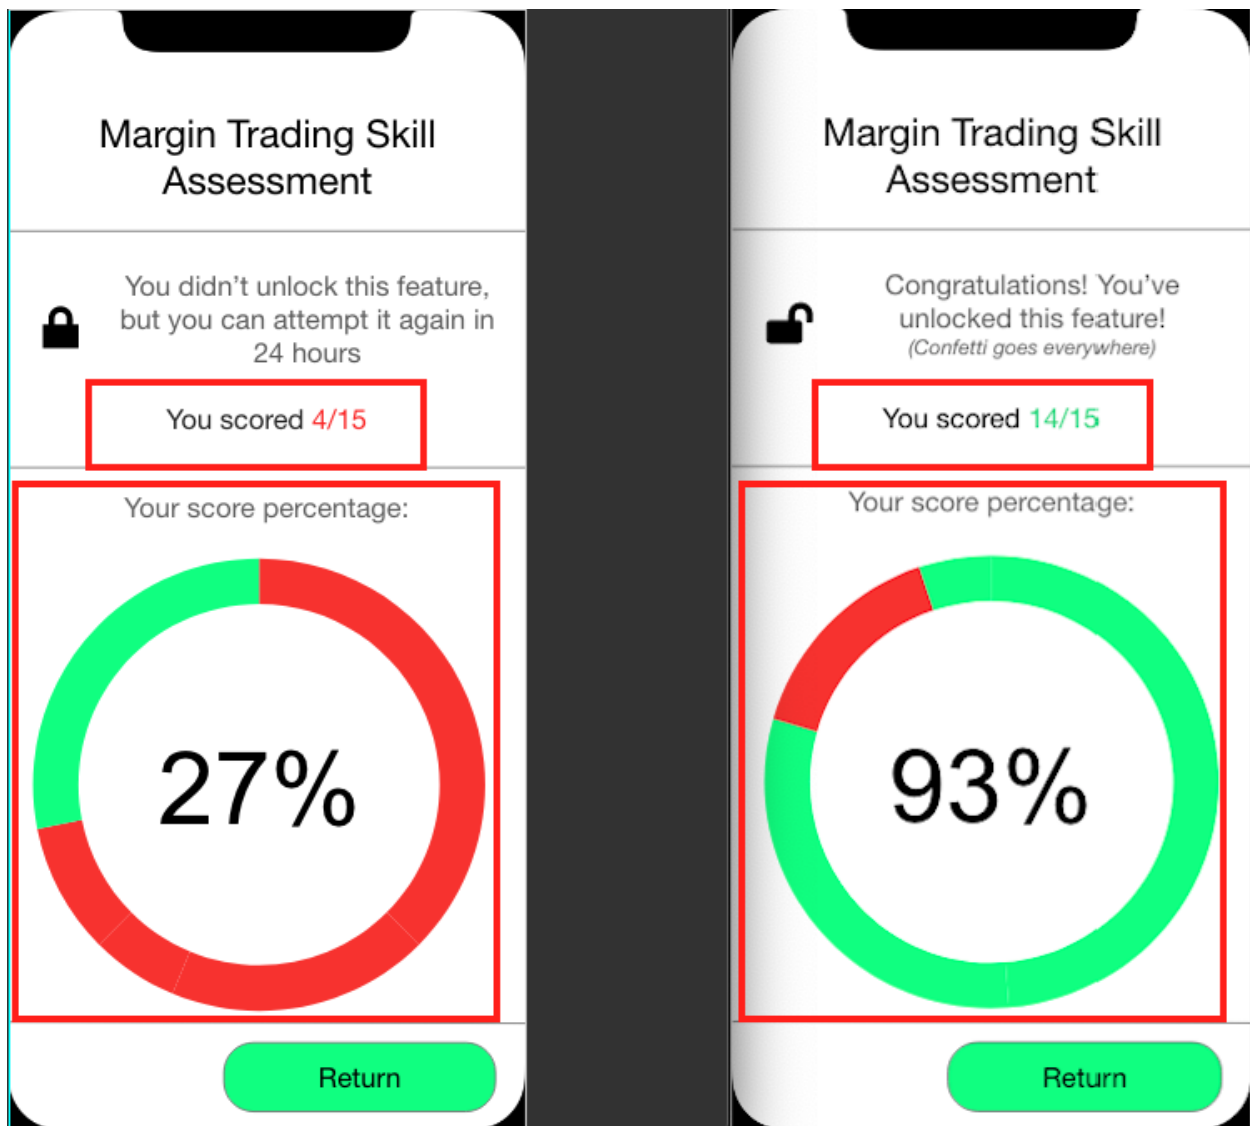 Margin Trading Skill
Assessment
You didn’t unlock this feature,
but you can attempt it again in
24 hours
You scored 4/15
Your score percentage:
27%
Return
Margin Trading Skill
Assessment
Congratulations! You’ve
unlocked this feature!
(Confetti goes everywhere)
You scored 14/15
Your score percentage:
93%
Return